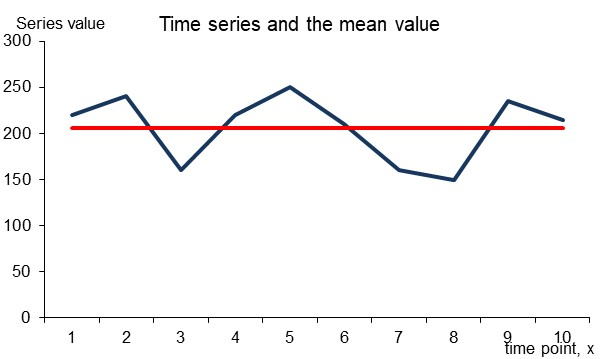 Series value
Time series and the mean value
300
250
200
150
100
50
0
1 2 3 4 5 6 7 8 9 10
time point, x